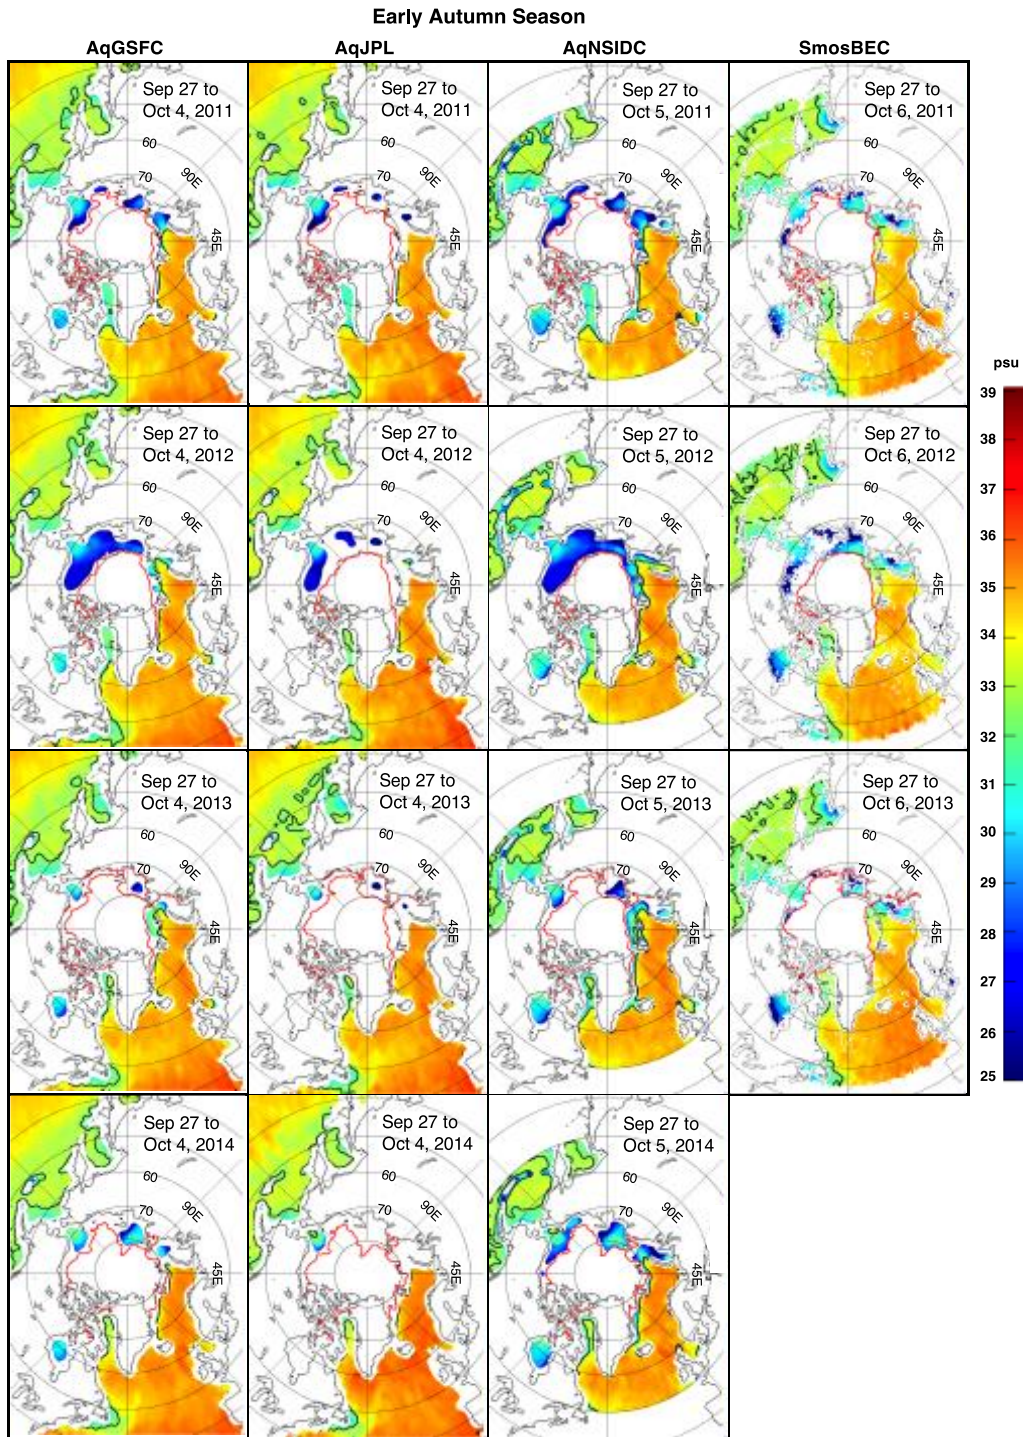 Early Autumn Season
AqGSFC AqJPL AqNSIDC SmosBEC
Sep 27 to
Oct 4, 2011
60
70
90E
45E
Sep 27 to
Oct 4, 2011
60
70
90E
45E
Sep 27 to
Oct 5, 2011
60
70
90E
45E
Sep 27 to
Oct 6, 2011
60
70
90E
45E
Sep 27 to
Oct 4, 2012
60
70
90E
45E
Sep 27 to
Oct 4, 2012
60
70
90E
45E
Sep 27 to
Oct 5, 2012
60
70
90E
45E
Sep 27 to
Oct 6, 2012
60
70
90E
45E
Sep 27 to
Oct 4, 2013
60
70
90E
45E
Sep 27 to
Oct 4, 2013
60
70
90E
45E
Sep 27 to
Oct 5, 2013
60
70
90E
45E
Sep 27 to
Oct 6, 2013
60
70
90E
45E
Sep 27 to
Oct 4, 2014
60
70
90E
45E
Sep 27 to
Oct 4, 2014
60
70
90E
45E
Sep 27 to
Oct 5, 2014
60
70
90E
45E
psu
39
38
37
36
35
34
33
32
31
30
29
28
27
26
25